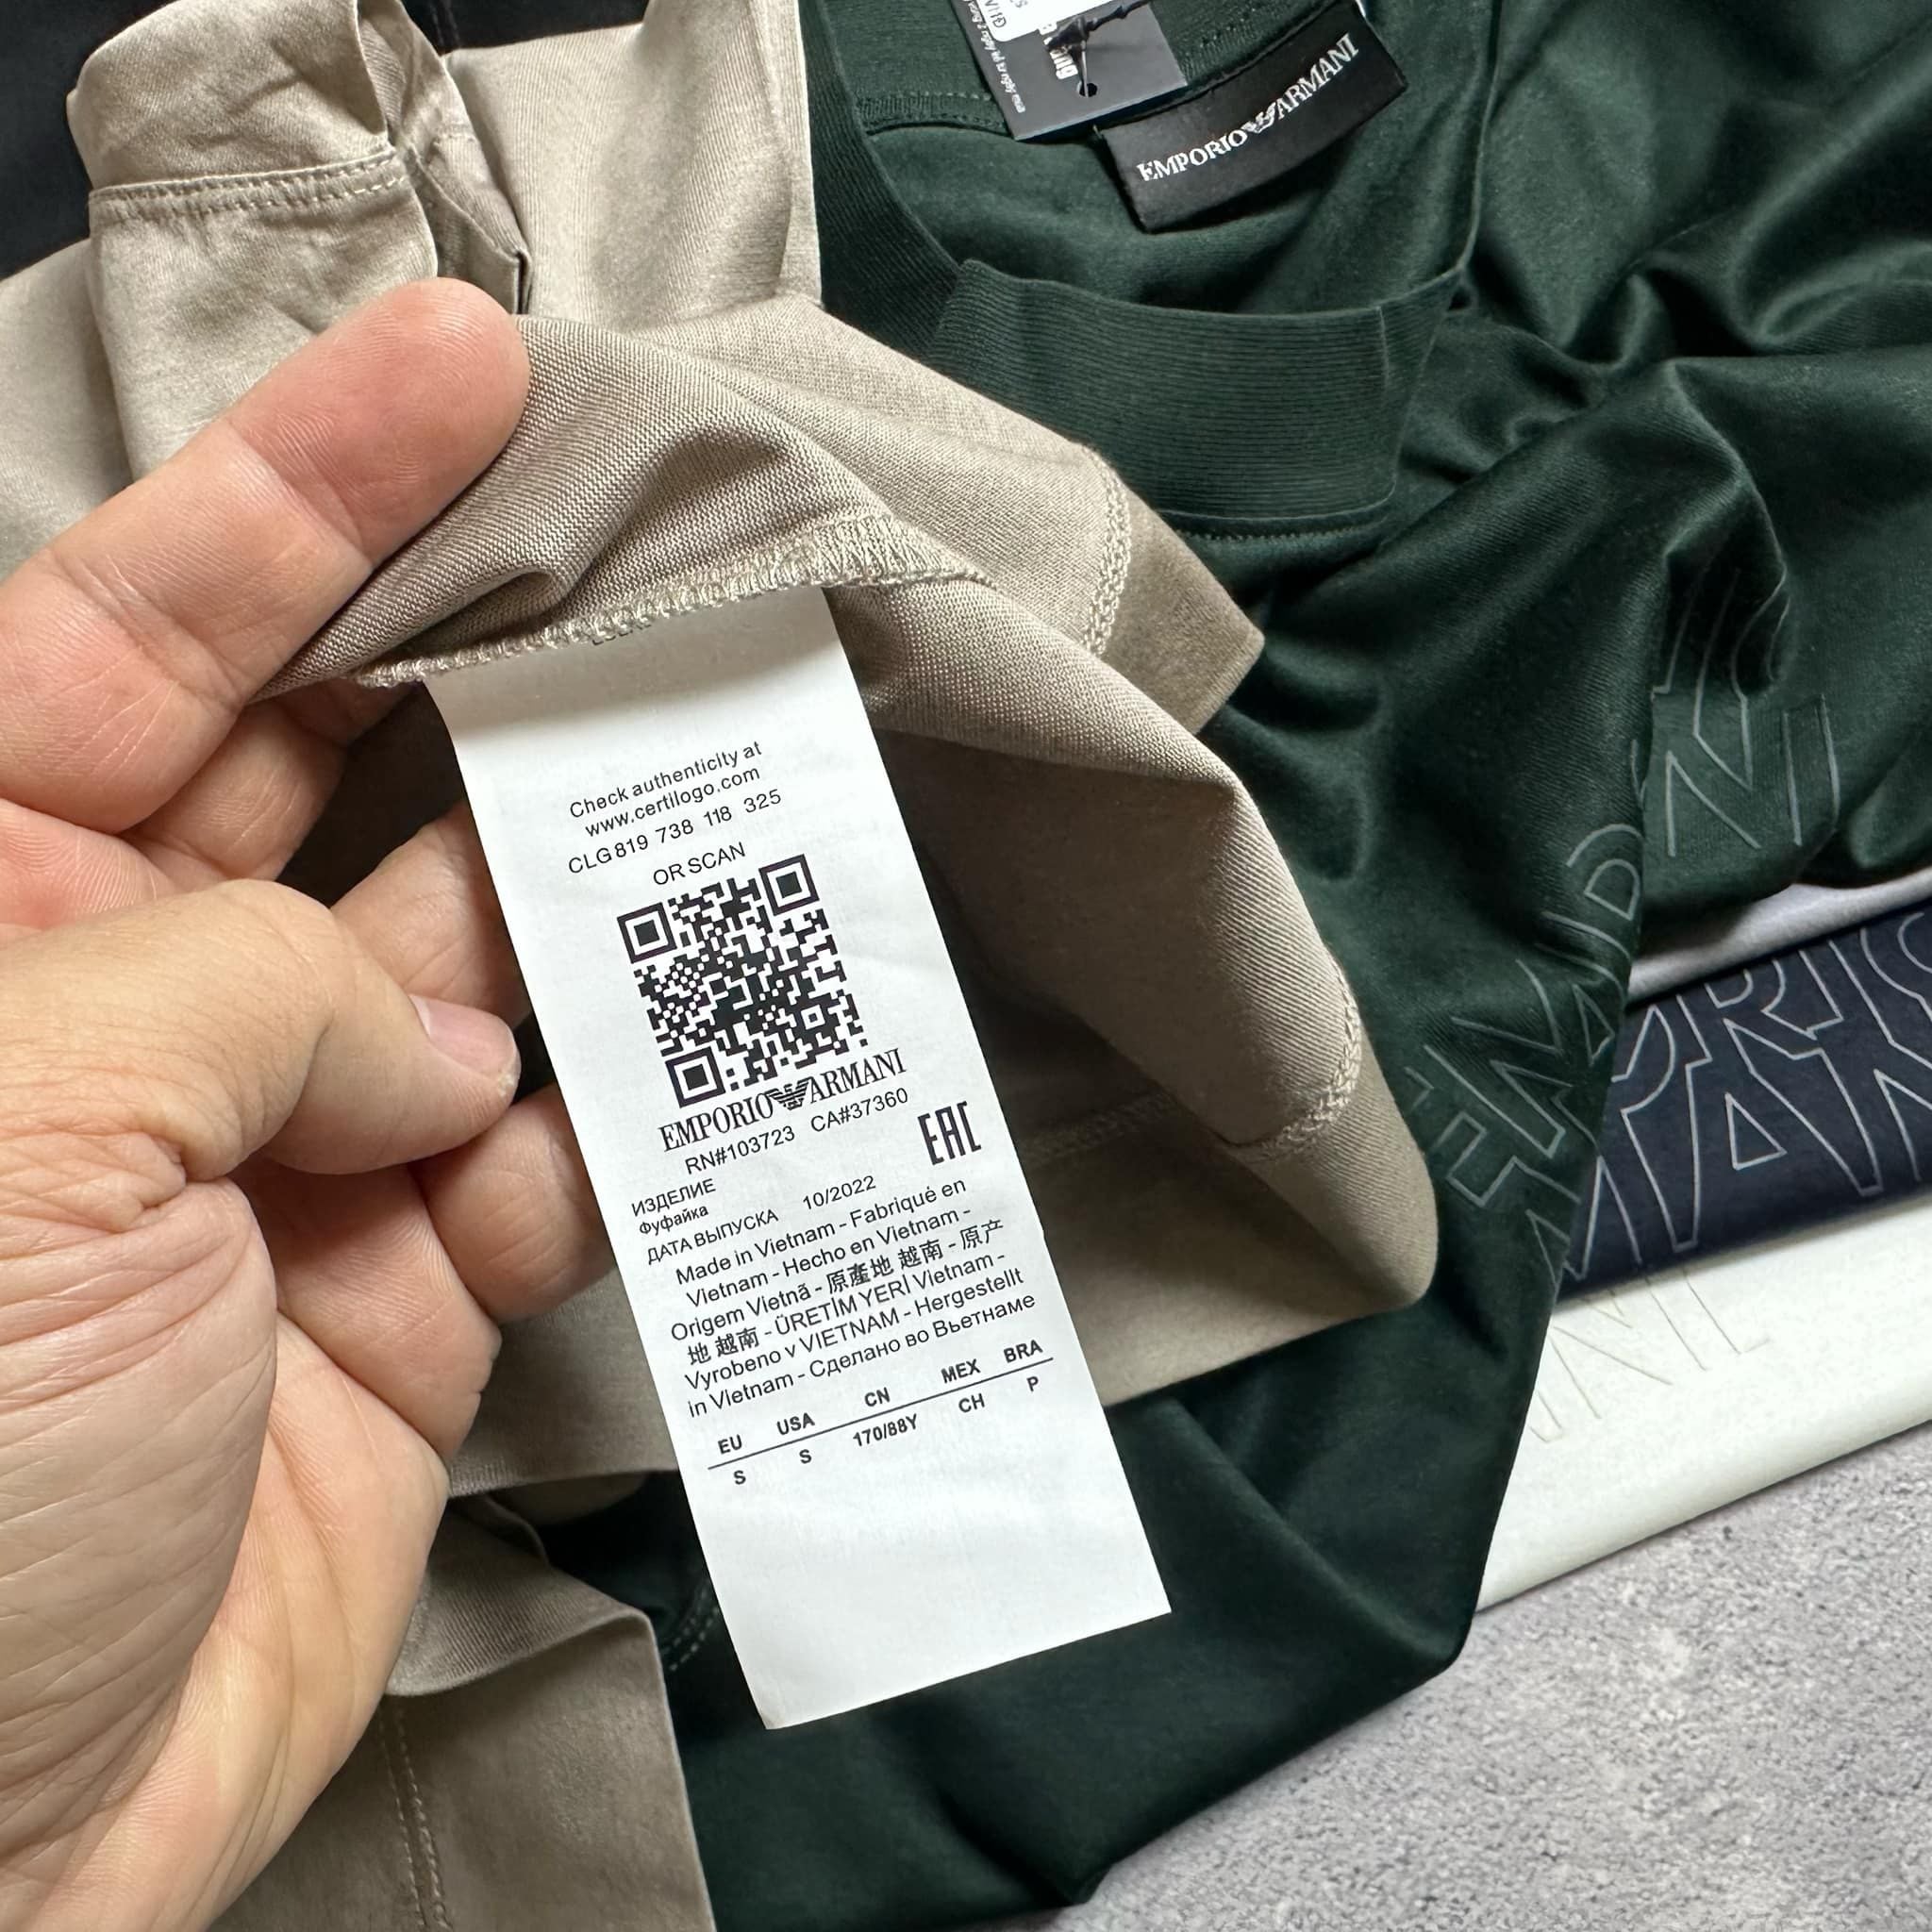 EMPORIO ARMANI
Check authenticity at
www.certilogo.com
CLG 819 738 118 325
OR SCAN
EMPORIO ARMANI
RN#103723 CA#37360
EAC
ИЗДЕЛИЕ
Фуфайка
ДАТА ВЫПУСКА 10/2022
Made in Vietnam - Fabriqué en
Vietnam - Hecho en Vietnam -
Origem Vietnã - 原產地 越南 - 原产
地 越南 - ÜRETİM YERİ Vietnam -
Vyrobeno v VIETNAM - Hergestellt
in Vietnam - Сделано во Вьетнаме
EU USA CN MEX BRA
S S 170/88Y CH P